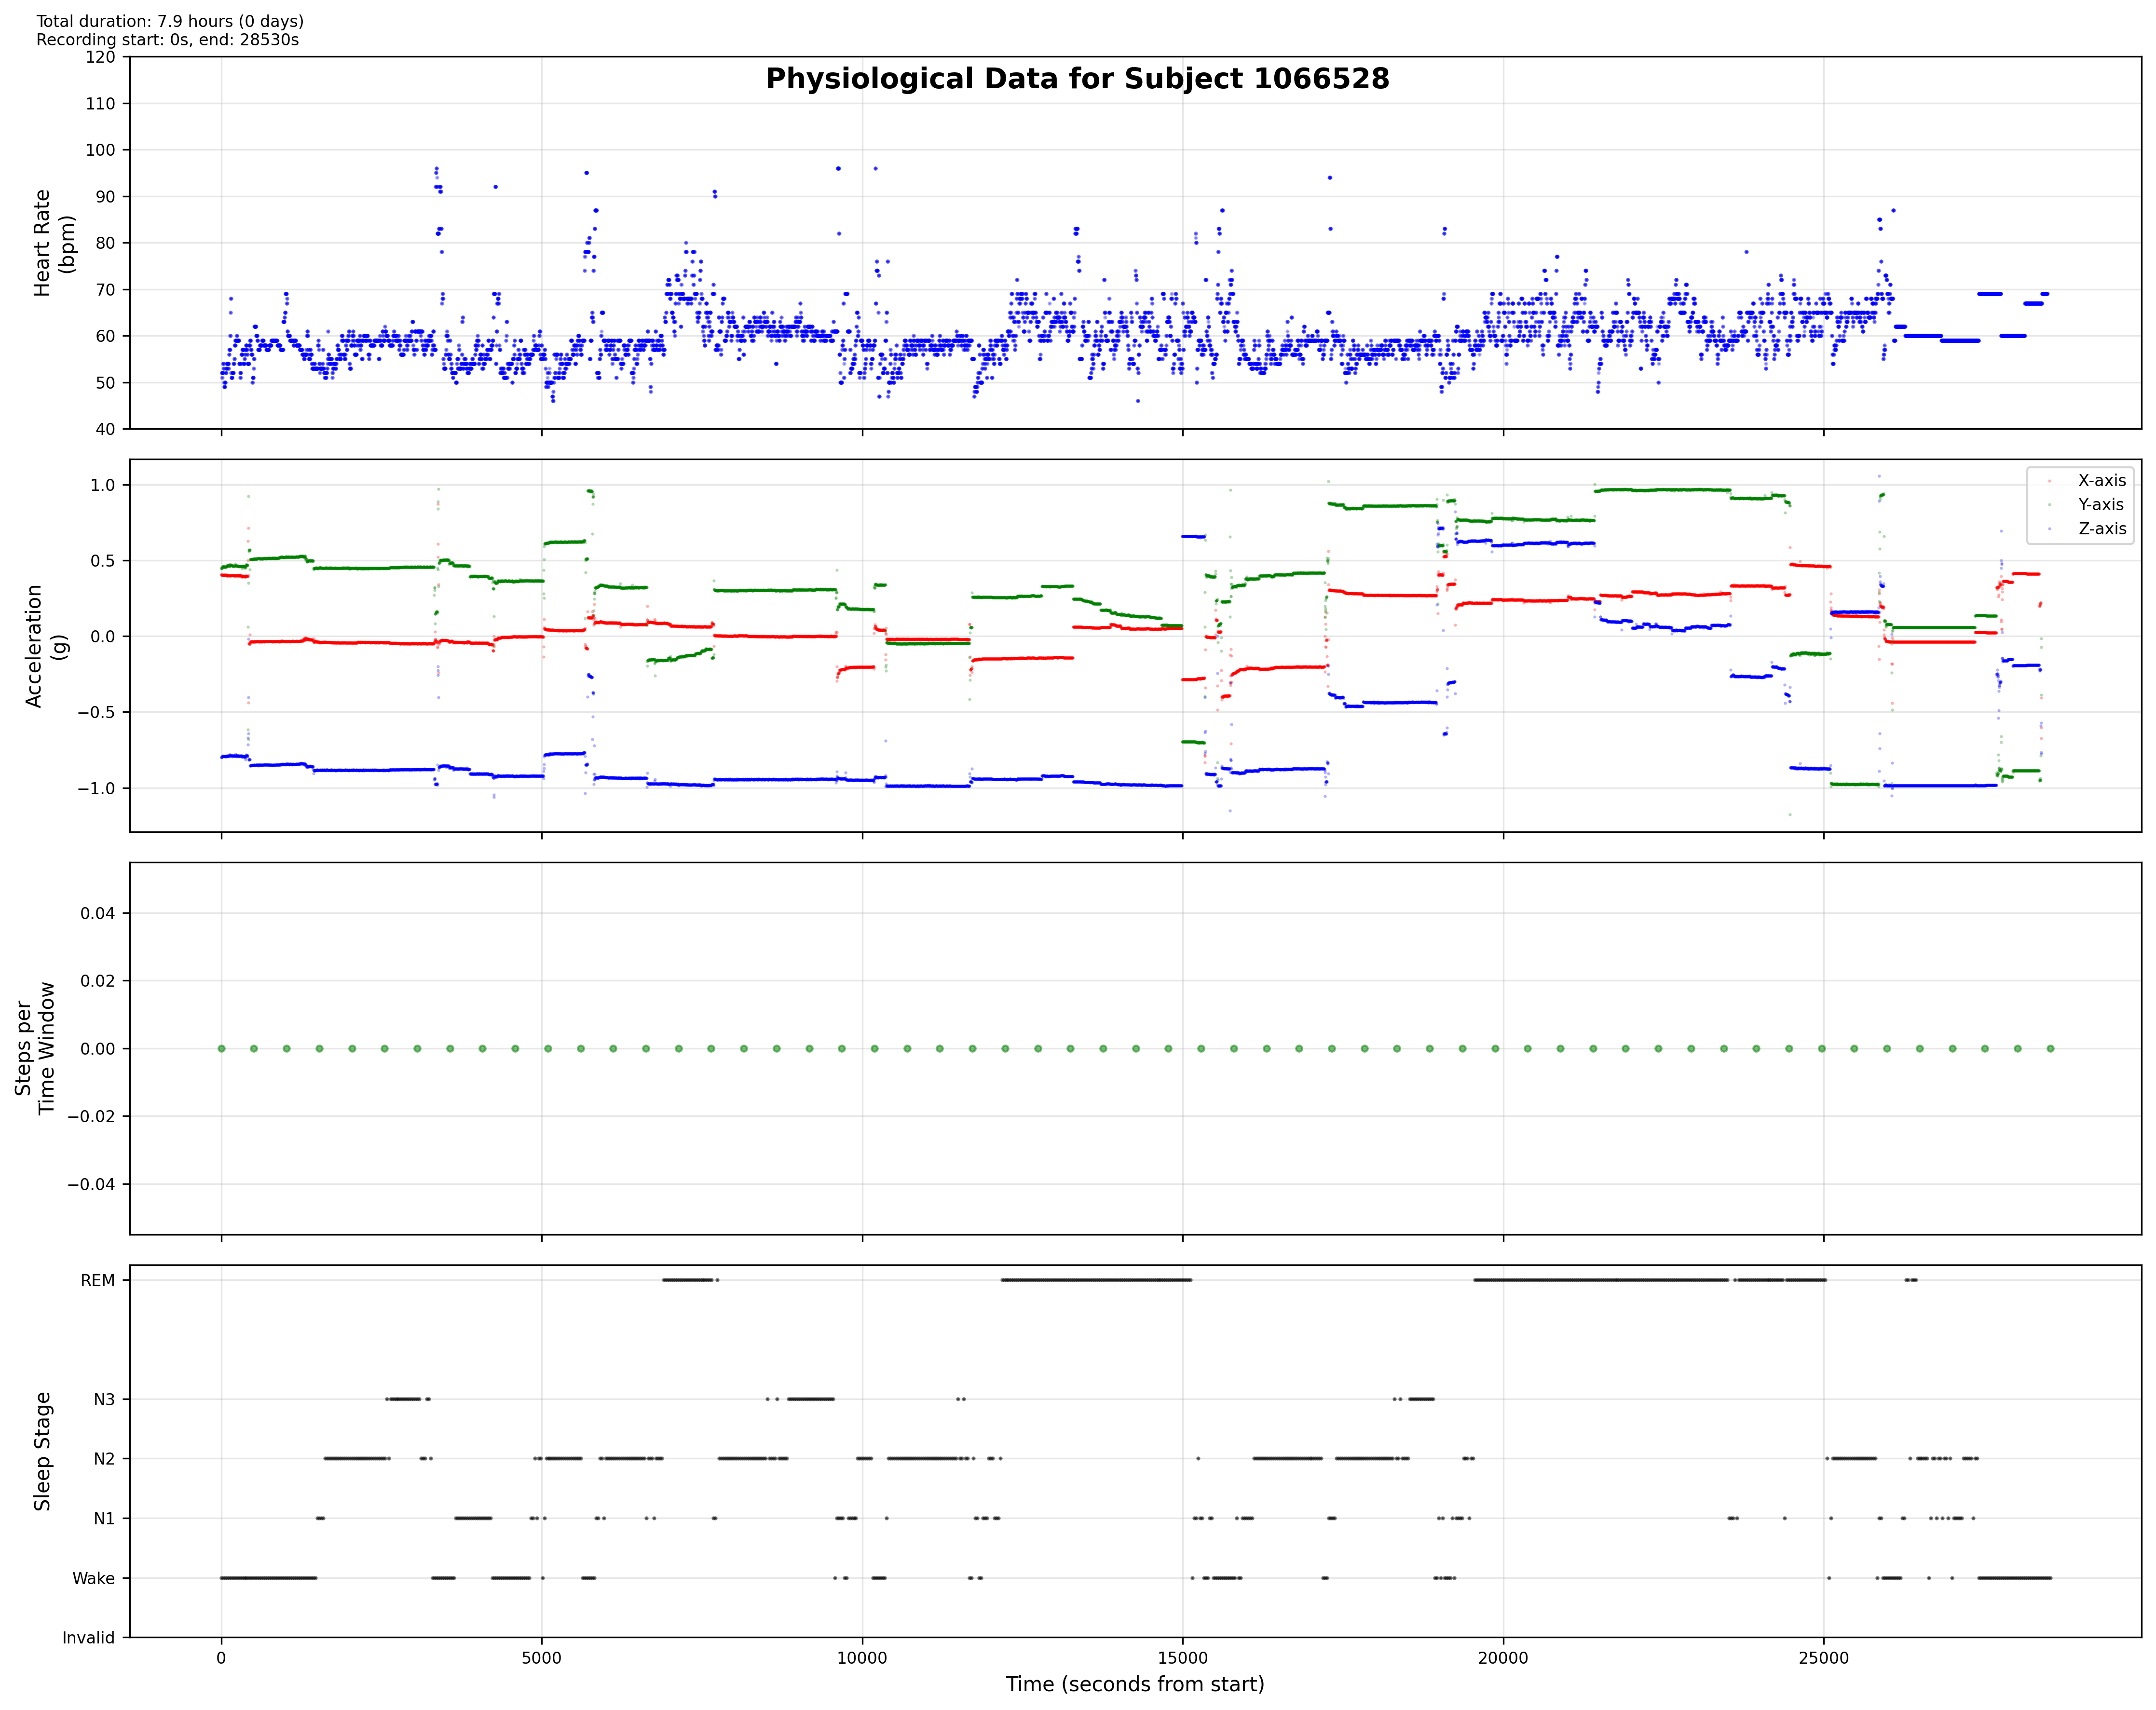 Total duration: 7.9 hours (0 days)
Recording start: 0s, end: 28530s
Physiological Data for Subject 1066528
120
110
100
90
80
70
60
50
40
Heart Rate
(bpm)
1.0
0.5
0.0
−0.5
−1.0
Acceleration
(g)
X-axis
Y-axis
Z-axis
0.04
0.02
0.00
−0.02
−0.04
Steps per
Time Window
REM
N3
N2
N1
Wake
Invalid
Sleep Stage
0
5000
10000
15000
20000
25000
Time (seconds from start)